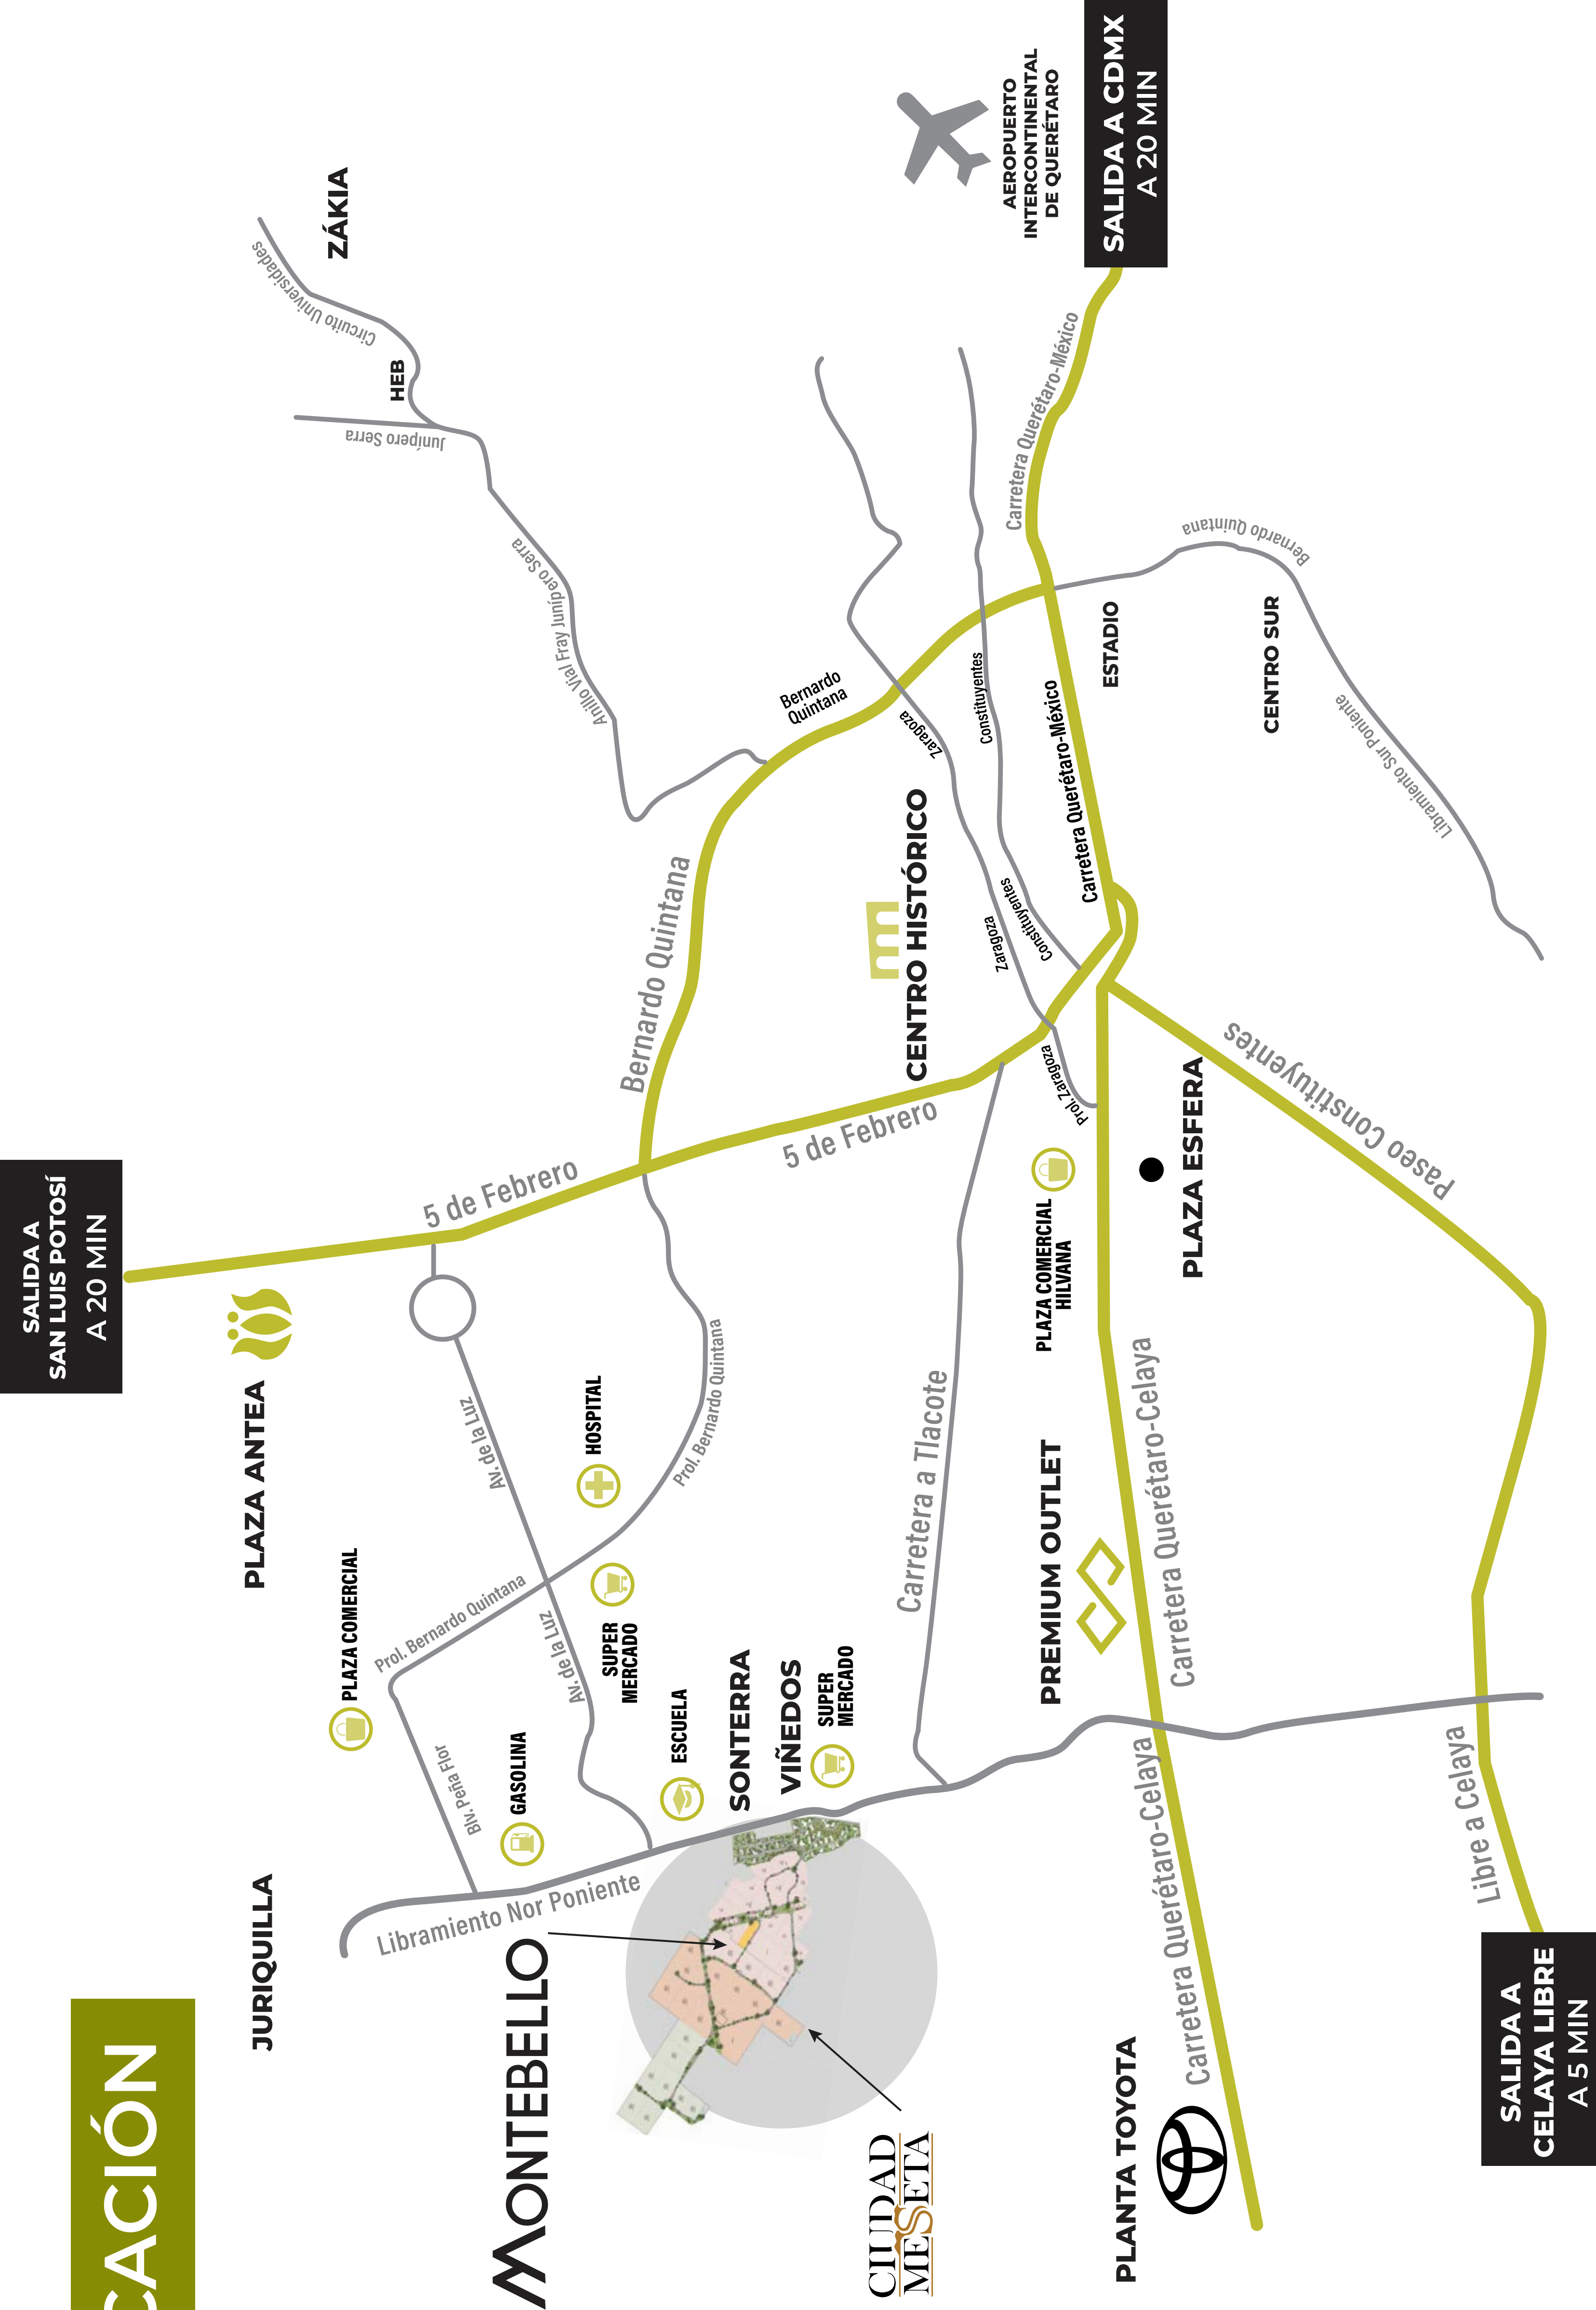 CACIÓN
SALIDA A
SAN LUIS POTOSÍ
A 20 MIN
JURIQUILLA
PLAZA ANTEA
ZÁKIA
Circuito Universidades
HEB
Junípero Serra
Anillo Vial Fray Junípero Serra
PLAZA COMERCIAL
5 de Febrero
Av. de la Luz
Prol. Bernardo Quintana
Blv. Peña Flor
GASOLINA
Libramiento Nor Poniente
MONTEBELLO
Av. de la Luz
HOSPITAL
SUPER
MERCADO
ESCUELA
Prol. Bernardo Quintana
Bernardo Quintana
SONTERRA
VIÑEDOS
SUPER
MERCADO
5 de Febrero
Bernardo
Quintana
CIUDAD
MESETA
Carretera a Tlacote
CENTRO HISTÓRICO
Zaragoza
Constituyentes
Zaragoza
Constituyentes
Prol. Zaragoza
Carretera Querétaro-México
Carretera Querétaro-México
AEROPUERTO
INTERCONTINENTAL
DE QUERÉTARO
SALIDA A CDMX
A 20 MIN
PLAZA COMERCIAL
HILVANA
PREMIUM OUTLET
ESTADIO
PLANTA TOYOTA
Carretera Querétaro-Celaya
Carretera Querétaro-Celaya
Carretera Querétaro-Celaya
Carretera Querétaro-Celaya
PLAZA ESFERA
Bernardo Quintana
CENTRO SUR
Libramiento Sur Poniente
Paseo Constituyentes
Libre a Celaya
SALIDA A
CELAYA LIBRE
A 5 MIN